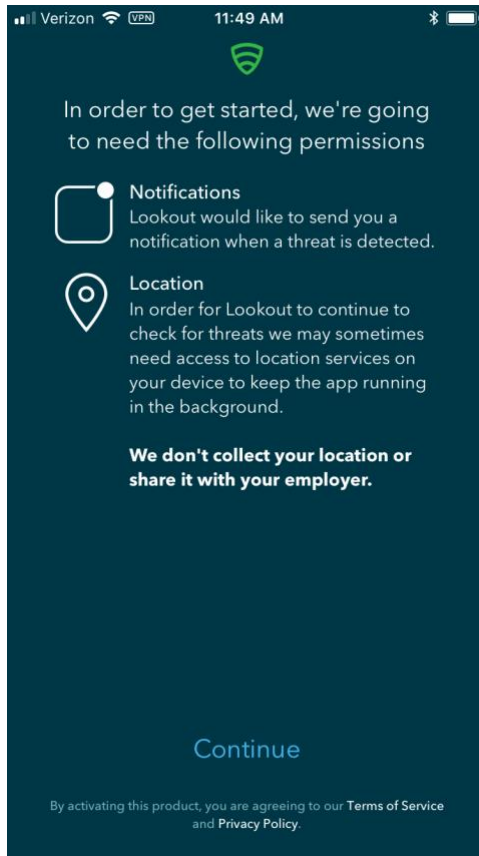 Verizon VPN 11:49 AM
In order to get started, we're going
to need the following permissions
Notifications
Lookout would like to send you a
notification when a threat is detected.
Location
In order for Lookout to continue to
check for threats we may sometimes
need access to location services on
your device to keep the app running
in the background.
We don't collect your location or
share it with your employer.
Continue
By activating this product, you are agreeing to our Terms of Service
and Privacy Policy.